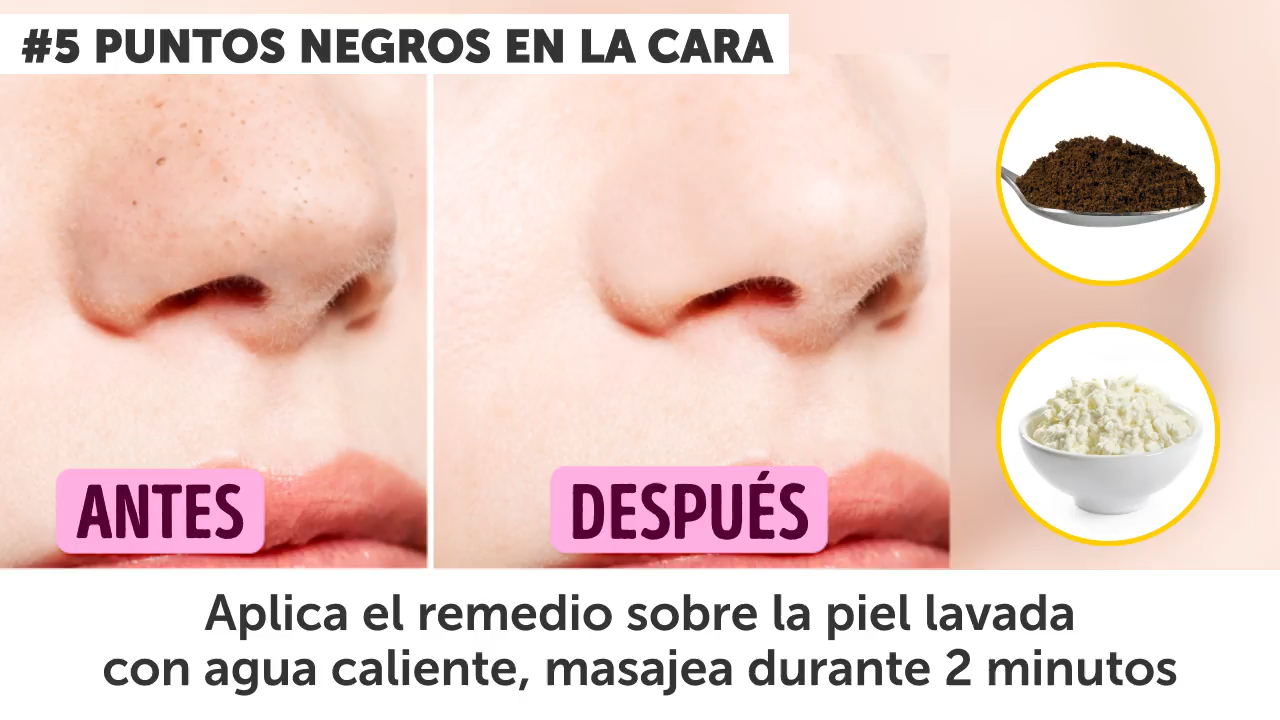 #5 PUNTOS NEGROS EN LA CARA
ANTES
DESPUÉS
Aplica el remedio sobre la piel lavada
con agua caliente, masajea durante 2 minutos